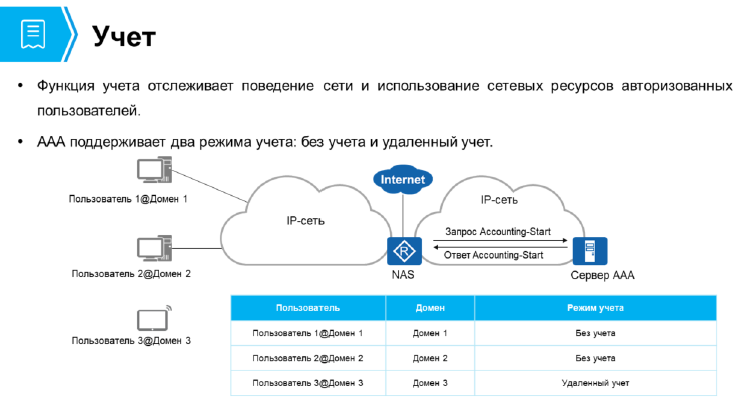 Учет
• Функция учета отслеживает поведение сети и использование сетевых ресурсов авторизованных
пользователей.
• AAA поддерживает два режима учета: без учета и удаленный учет.
Пользователь 1@Домен 1
IP-сеть
Internet
IP-сеть
Запрос Accounting-Start
Ответ Accounting-Start
Пользователь 2@Домен 2
NAS
Сервер AAA
Пользователь 3@Домен 3
Пользователь Домен Режим учета
Пользователь 1@Домен 1 Домен 1 Без учета
Пользователь 2@Домен 2 Домен 2 Без учета
Пользователь 3@Домен 3 Домен 3 Удаленный учет